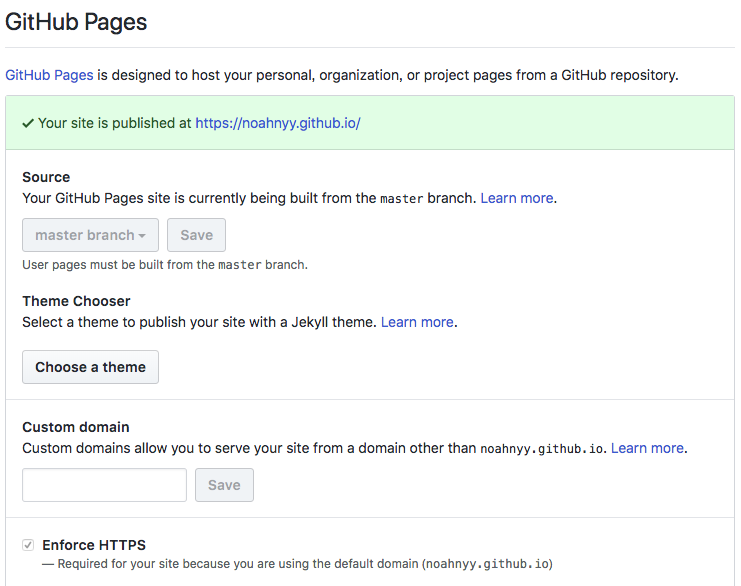 GitHub Pages
GitHub Pages is designed to host your personal, organization, or project pages from a GitHub repository.
Your site is published at https://noahnyy.github.io/
Source
Your GitHub Pages site is currently being built from the master branch. Learn more.
master branch Save
User pages must be built from the master branch.
Theme Chooser
Select a theme to publish your site with a Jekyll theme. Learn more.
Choose a theme
Custom domain
Custom domains allow you to serve your site from a domain other than noahnyy.github.io. Learn more.
Save
Enforce HTTPS
— Required for your site because you are using the default domain (noahnyy.github.io)